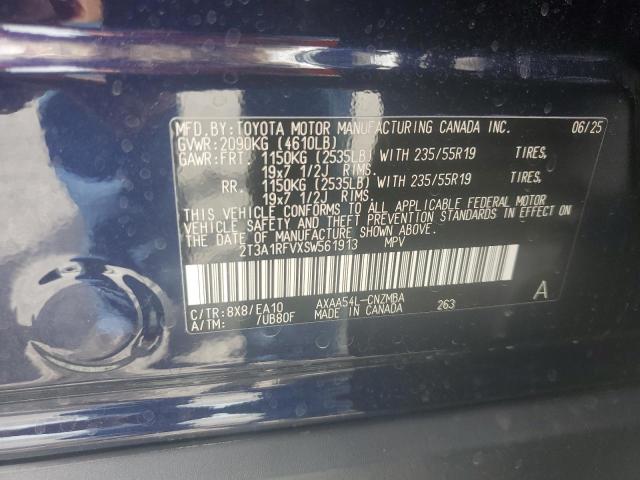 MFD. BY: TOYOTA MOTOR MANUFACTURING CANADA INC. 06/25
GVWR: 2090KG (4610LB)
GAWR: FRT. 1150KG (2535LB) WITH 235/55R19 TIRES,
19x7 1/2J RIMS.
RR. 1150KG (2535LB) WITH 235/55R19 TIRES,
19x7 1/2J RIMS.
THIS VEHICLE CONFORMS TO ALL APPLICABLE FEDERAL MOTOR
VEHICLE SAFETY AND THEFT PREVENTION STANDARDS IN EFFECT ON
THE DATE OF MANUFACTURE SHOWN ABOVE.
2T3A1RFVXSW561913 MPV
C/TR: 8X8/EA10 AXAA54L-CNZMBA 263 A
A/TM: /UB80F MADE IN CANADA